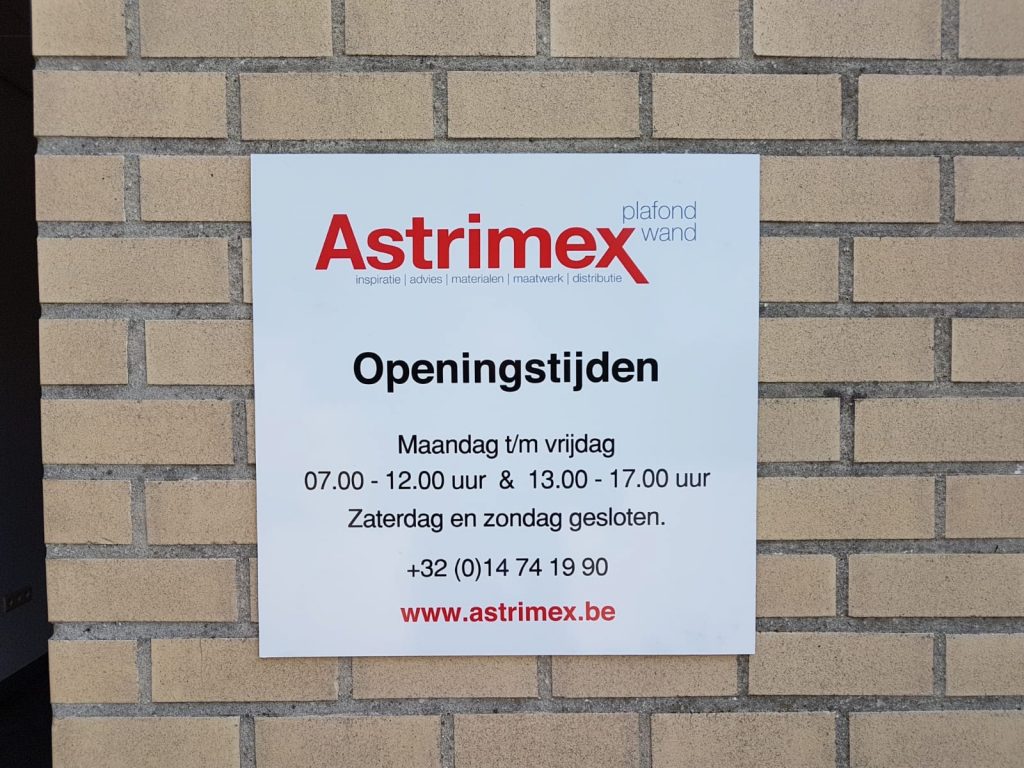 Astrimex
plafond
wand
inspiratie | advies | materialen | maatwerk | distributie
Openingstijden
Maandag t/m vrijdag
07.00 - 12.00 uur & 13.00 - 17.00 uur
Zaterdag en zondag gesloten.
+32 (0)14 74 19 90
www.astrimex.be